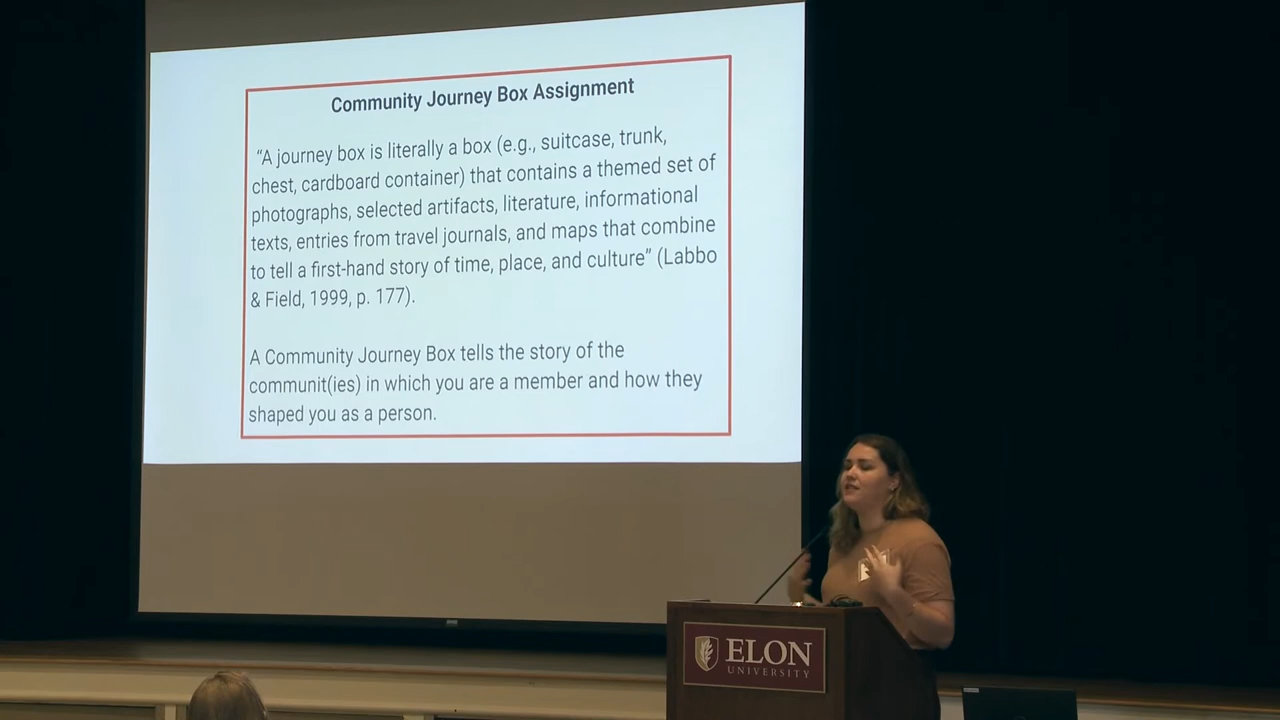 Community Journey Box Assignment
“A journey box is literally a box (e.g., suitcase, trunk,
chest, cardboard container) that contains a themed set of
photographs, selected artifacts, literature, informational
texts, entries from travel journals, and maps that combine
to tell a first-hand story of time, place, and culture” (Labbo
& Field, 1999, p. 177).
A Community Journey Box tells the story of the
communit(ies) in which you are a member and how they
shaped you as a person.
ELON
UNIVERSITY